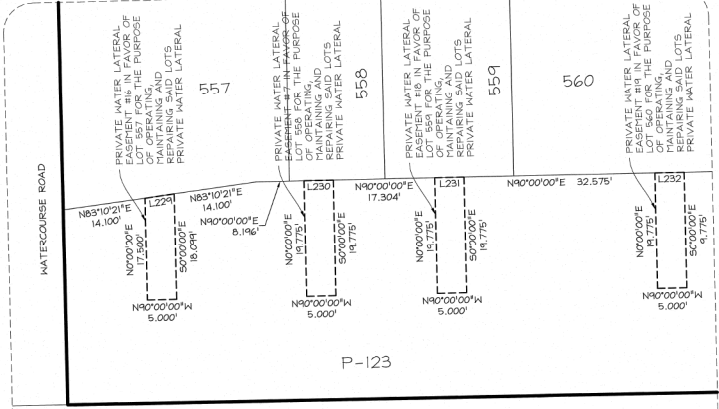 PRIVATE WATER LATERAL
EASEMENT #16 IN FAVOR OF
LOT 557 FOR THE PURPOSE
OF OPERATING,
MAINTAINING AND
REPAIRING SAID LOTS
PRIVATE WATER LATERAL
557
PRIVATE WATER LATERAL
EASEMENT #7 IN FAVOR OF
LOT 558 FOR THE PURPOSE
OF OPERATING,
MAINTAINING AND
REPAIRING SAID LOTS
PRIVATE WATER LATERAL
558
PRIVATE WATER LATERAL
EASEMENT #18 IN FAVOR OF
LOT 559 FOR THE PURPOSE
OF OPERATING,
MAINTAINING AND
REPAIRING SAID LOTS
PRIVATE WATER LATERAL
559
560
PRIVATE WATER LATERAL
EASEMENT #19 IN FAVOR OF
LOT 560 FOR THE PURPOSE
OF OPERATING,
MAINTAINING AND
REPAIRING SAID LOTS
PRIVATE WATER LATERAL
WATERCOURSE ROAD
N83°10'21"E
14.100'
L229
N83°10'21"E
14.100'
N90°00'00"E
8.196'
L230
N90°00'00"E
17.304'
L231
N90°00'00"E 32.575'
L232
N0°00'00"E
17.500'
S0°00'00"E
18.099'
N0°00'00"E
19.775'
S0°00'00"E
19.775'
N0°00'00"E
19.775'
S0°00'00"E
19.775'
N0°00'00"E
19.775'
S0°00'00"E
9.775'
N90°00'00"W
5.000'
N90°00'00"W
5.000'
N90°00'00"W
5.000'
N90°00'00"W
5.000'
P-123